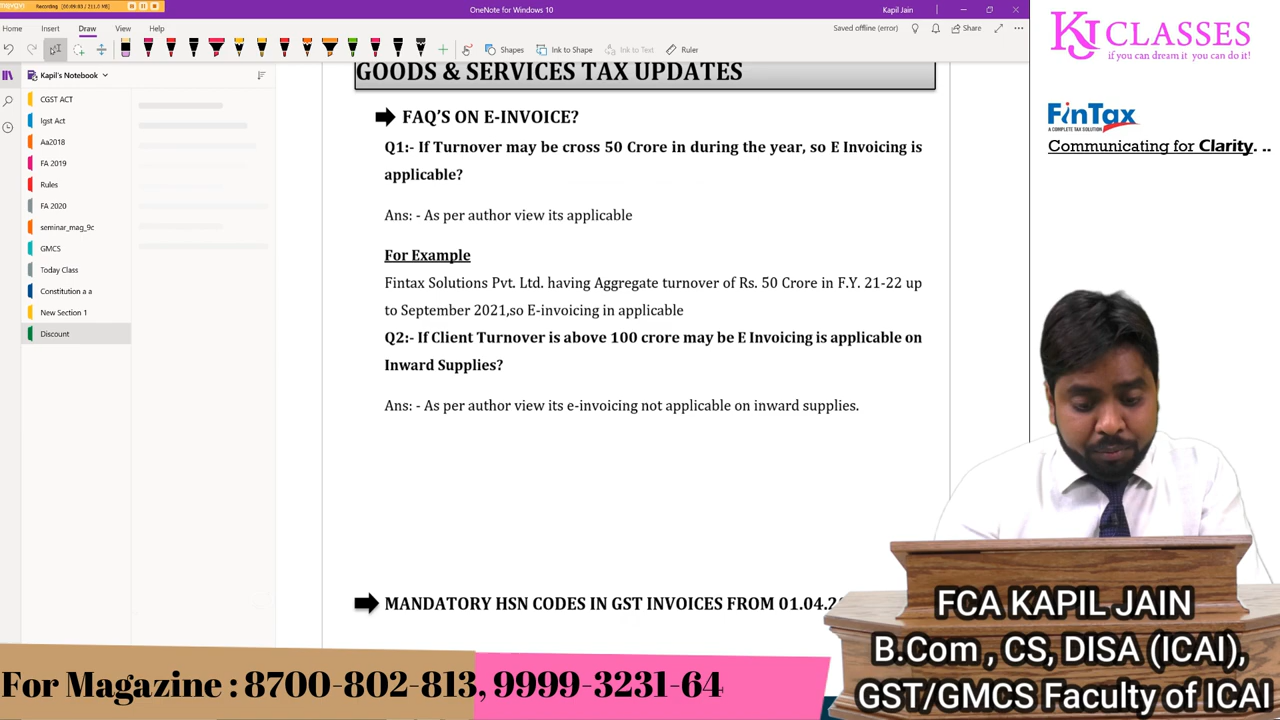 Recording
OneNote for Windows 10
Kapil Jain
Home Insert Draw View Help
Saved offline (error)
Share
Shapes Ink to Shape Ink to Text Ruler
Kapil's Notebook
CGST ACT
Igst Act
Aa2018
FA 2019
Rules
FA 2020
seminar_mag_9c
GMCS
Today Class
Constitution a a
New Section 1
Discount
GOODS & SERVICES TAX UPDATES
FAQ'S ON E-INVOICE?
Q1:- If Turnover may be cross 50 Crore in during the year, so E Invoicing is
applicable?
Ans: - As per author view its applicable
For Example
Fintax Solutions Pvt. Ltd. having Aggregate turnover of Rs. 50 Crore in F.Y. 21-22 up
to September 2021,so E-invoicing in applicable
Q2:- If Client Turnover is above 100 crore may be E Invoicing is applicable on
Inward Supplies?
Ans: - As per author view its e-invoicing not applicable on inward supplies.
MANDATORY HSN CODES IN GST INVOICES FROM 01.04.2
KJ CLASSES
if you can dream it you can do it!
FinTax
A COMPLETE TAX SOLUTION
Communicating for Clarity. ..
FCA KAPIL JAIN
B.Com , CS, DISA (ICAI),
GST/GMCS Faculty of ICAI
For Magazine : 8700-802-813, 9999-3231-64